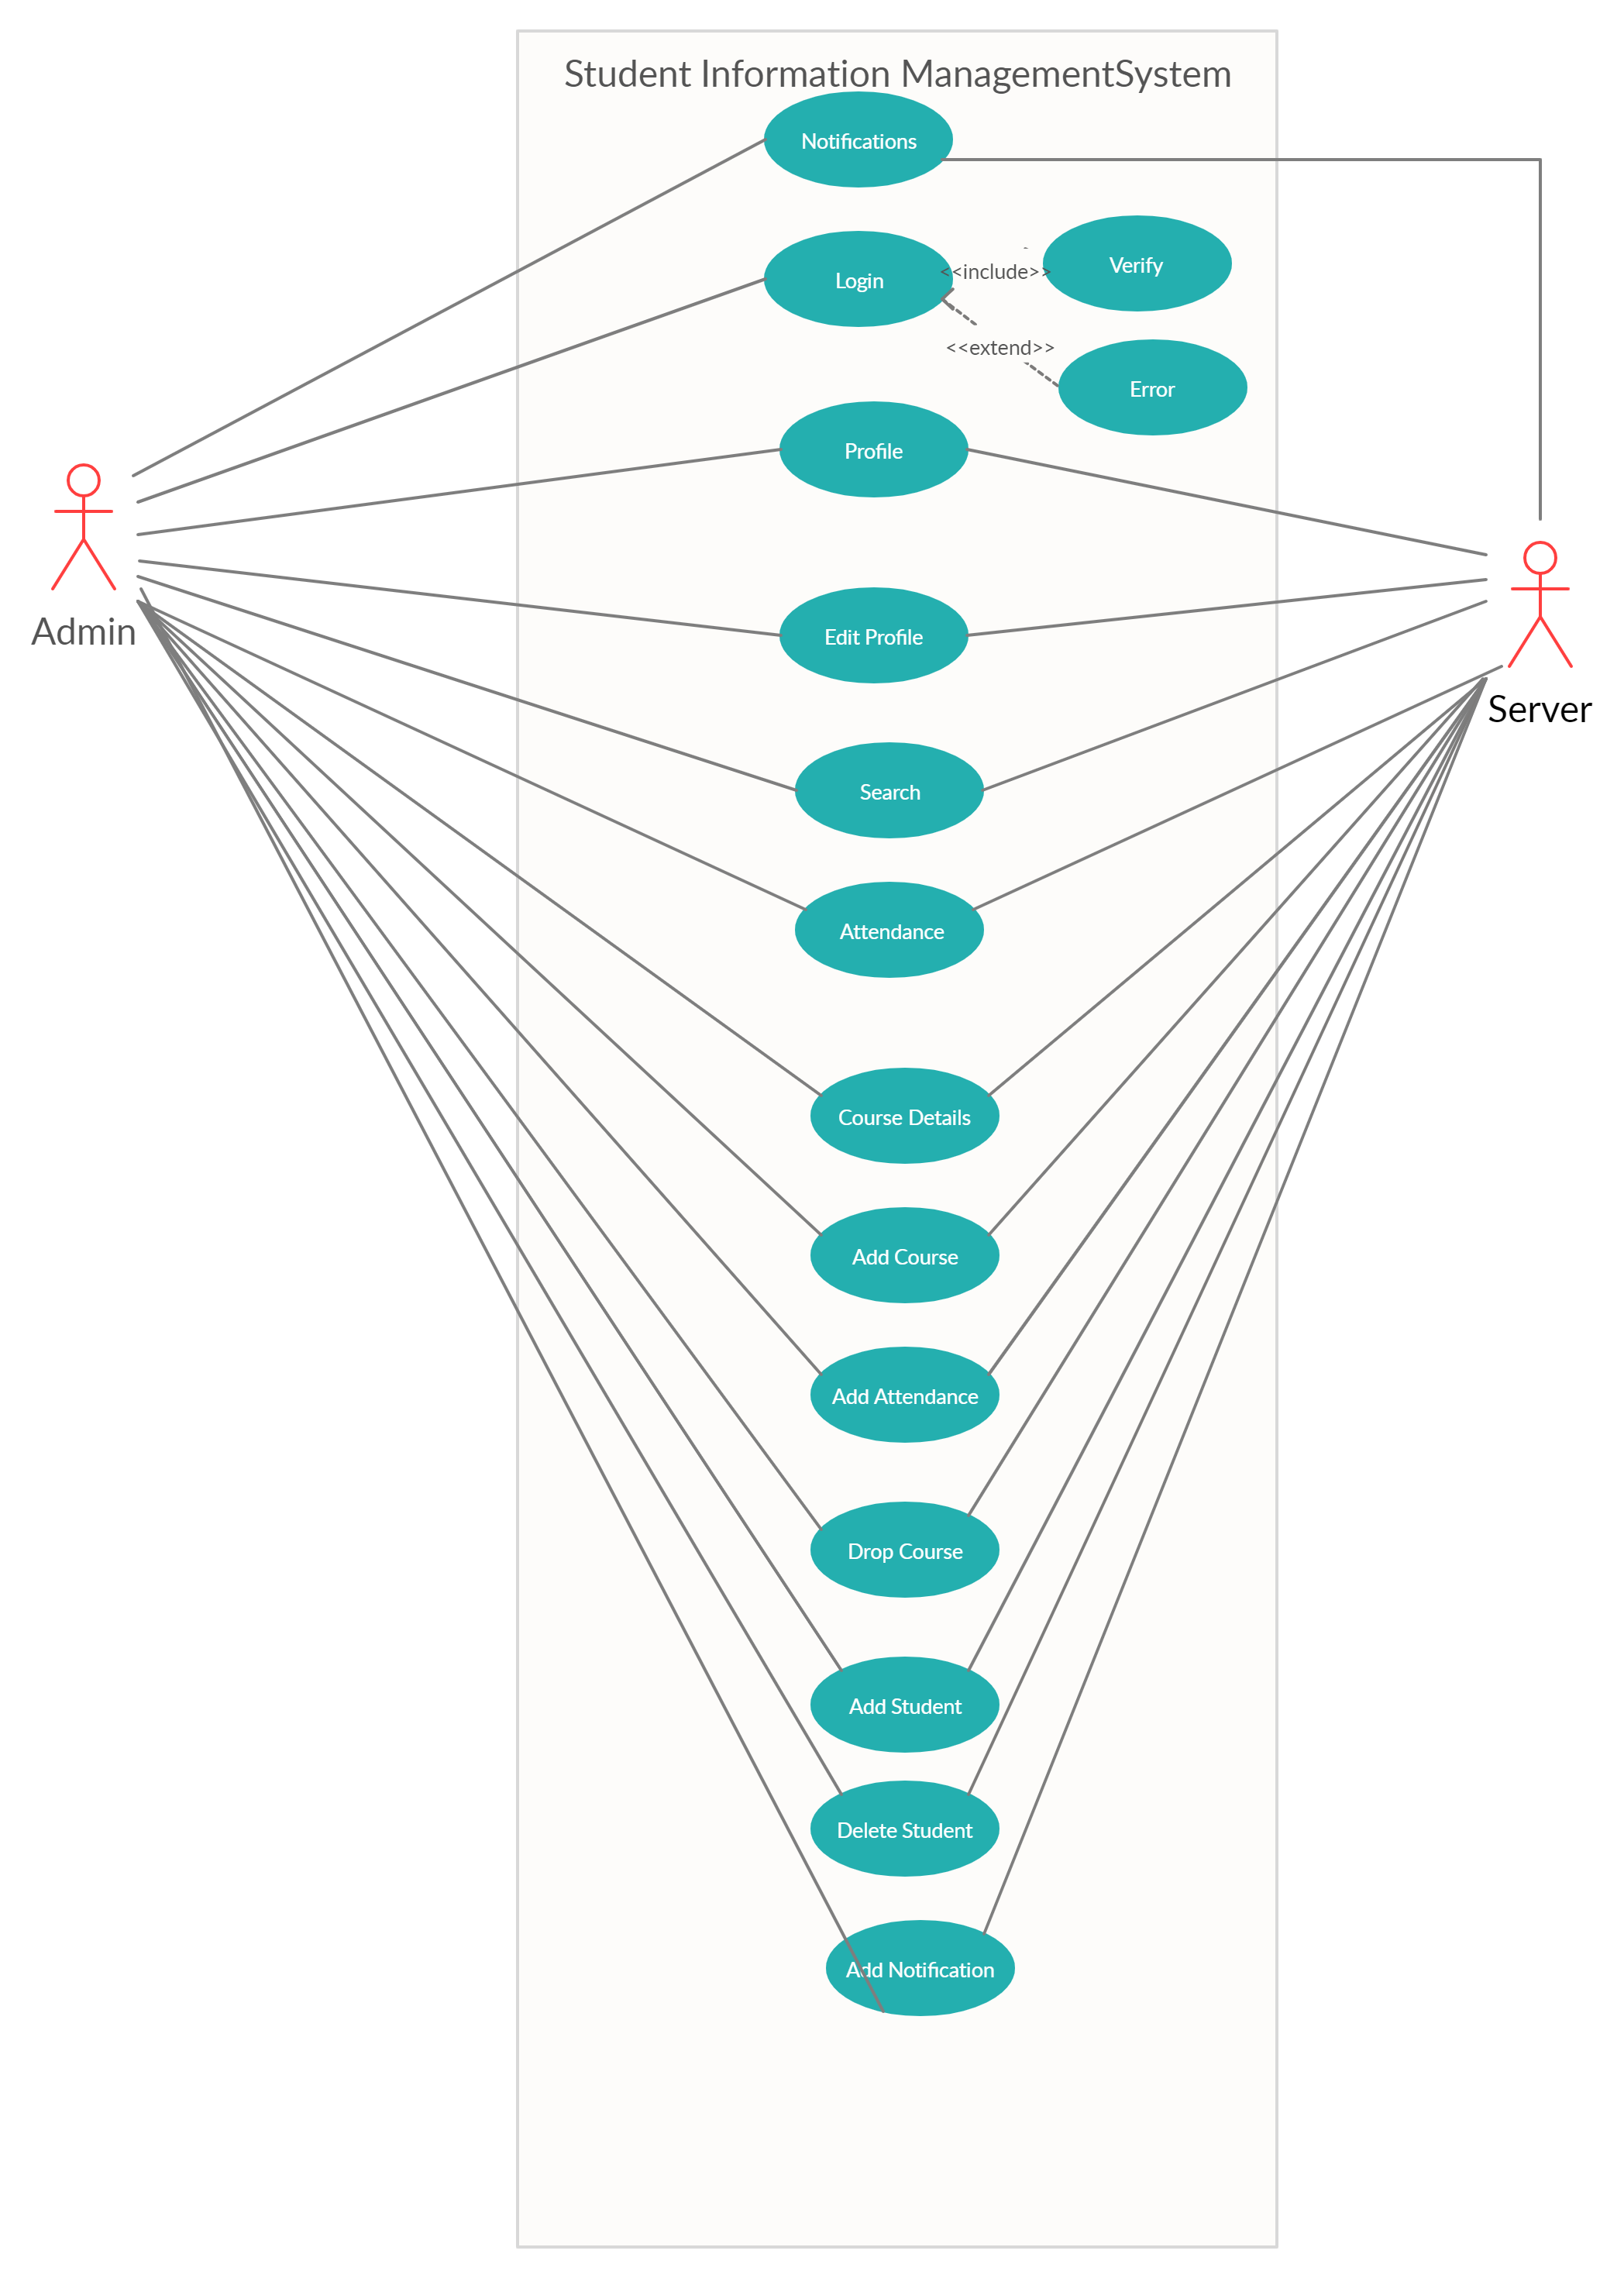 Student Information ManagementSystem
Notifications
Login
<<include>>
Verify
<<extend>>
Error
Profile
Admin
Edit Profile
Server
Search
Attendance
Course Details
Add Course
Add Attendance
Drop Course
Add Student
Delete Student
Add Notification